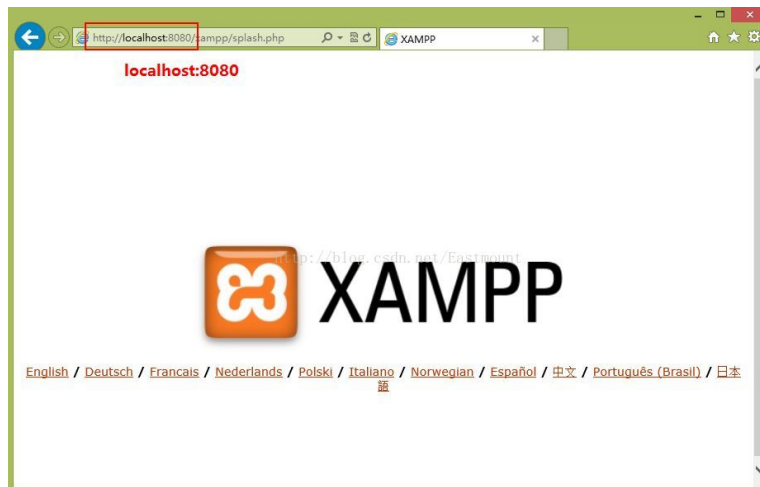 http://localhost:8080/xampp/splash.php
XAMPP
localhost:8080
http://blog.csdn.net/Eastmount
XAMPP
English / Deutsch / Francais / Nederlands / Polski / Italiano / Norwegian / Español / 中文 / Português (Brasil) / 日本
語